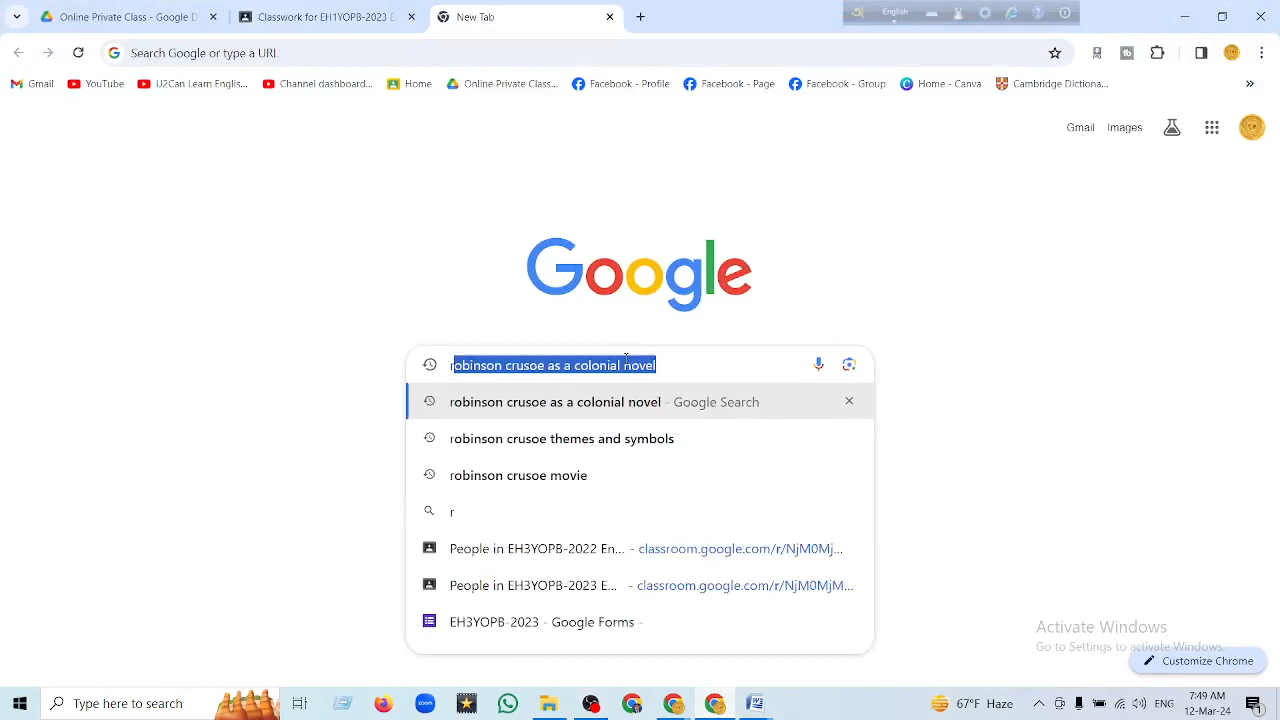 Online Private Classroom
Classwork for EH3YOPB-2023 E
New Tab
English
Search Google or type a URL
Gmail
YouTube
U2Can Learn Englis...
Channel dashboard...
Home
Online Private Class...
Facebook - Profile
Facebook - Page
Facebook - Group
Home - Canva
Cambridge Dictiona...
Gmail
Images
Google
robinson crusoe as a colonial novel
robinson crusoe as a colonial novel - Google Search
robinson crusoe themes and symbols
robinson crusoe movie
r
People in EH3YOPB-2022 En... - classroom.google.com/r/NjM0Mj...
People in EH3YOPB-2023 E... - classroom.google.com/r/NjM0MjM...
EH3YOPB-2023 - Google Forms -
Activate Windows
Go to Settings to activate Windows.
Customize Chrome
Type here to search
zoom
67°F Haze
ENG
7:49 AM
12-Mar-24